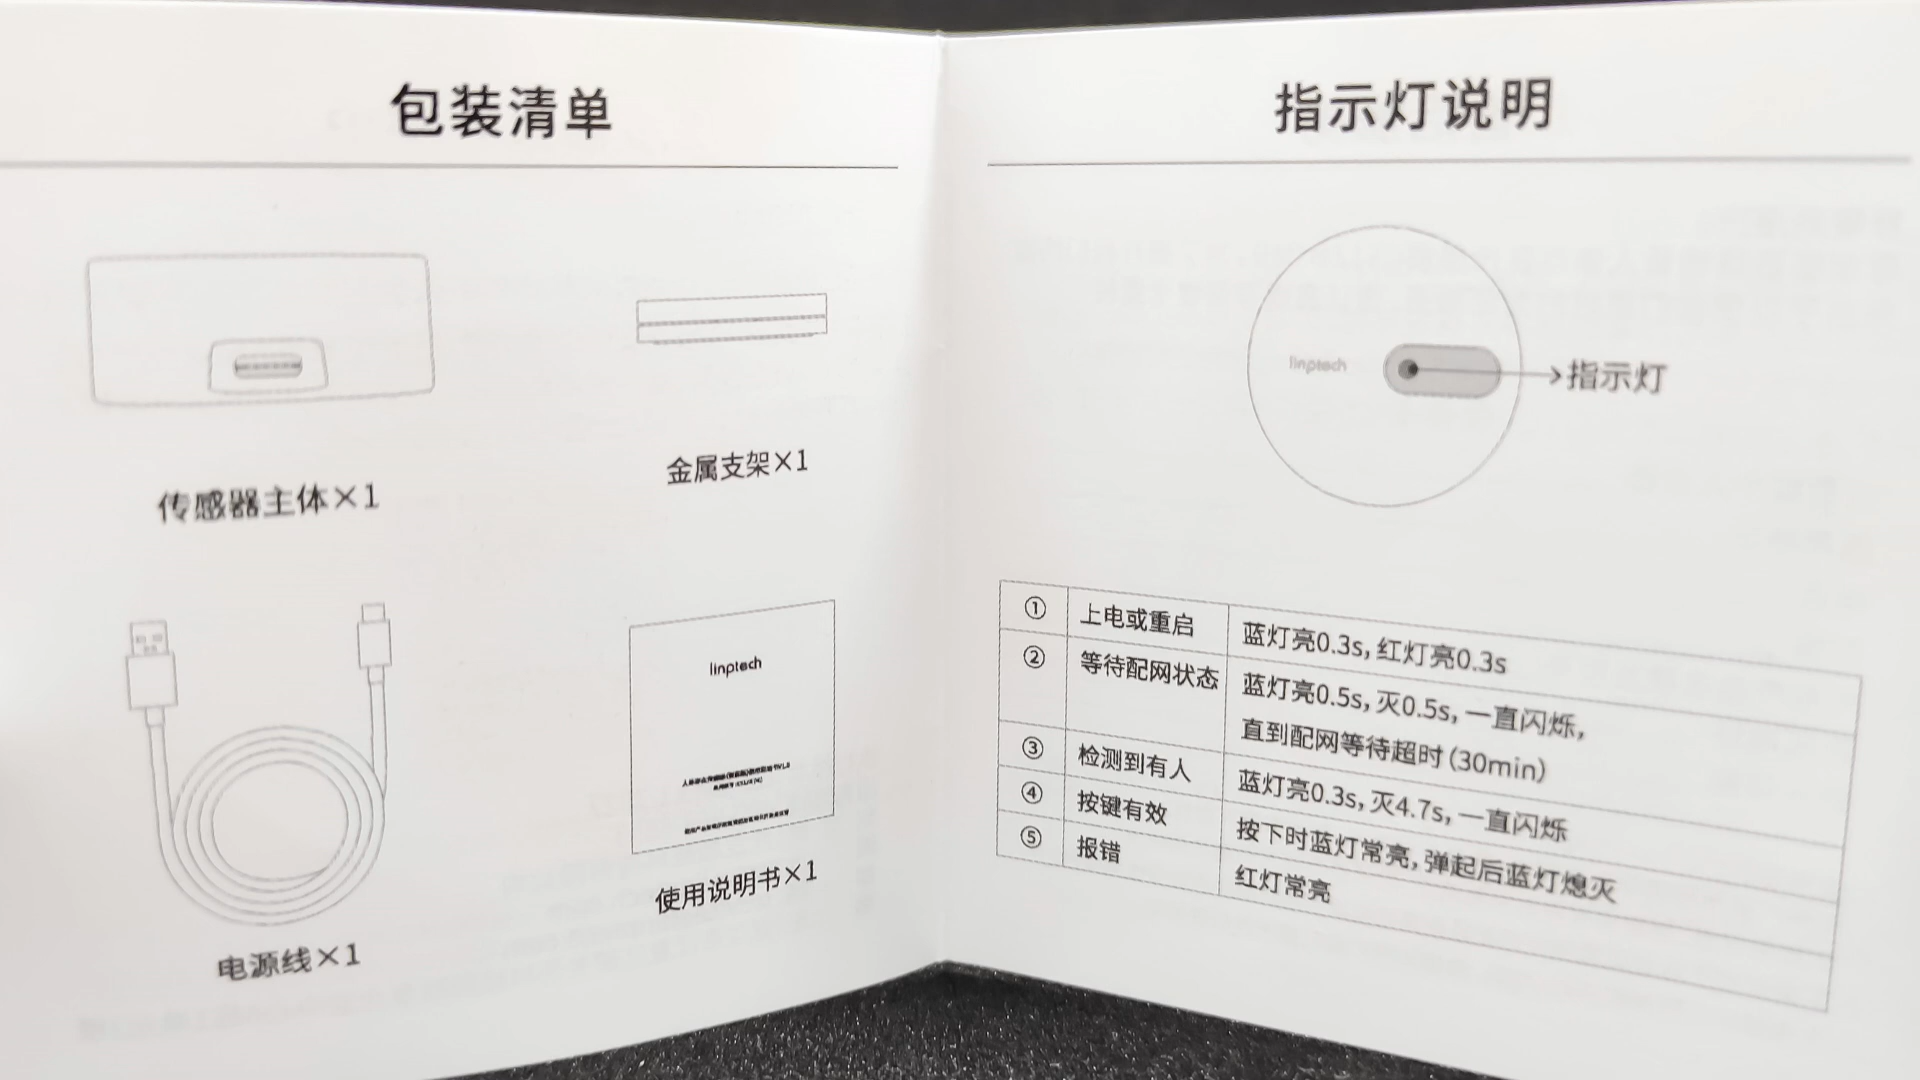 包装清单
传感器主体×1
金属支架×1
电源线×1
linptech
使用说明书×1
指示灯说明
linptech
指示灯
① 上电或重启 蓝灯亮0.3s, 红灯亮0.3s
② 等待配网状态 蓝灯亮0.5s, 灭0.5s, 一直闪烁,
直到配网等待超时 (30min)
③ 检测到有人 蓝灯亮0.3s, 灭4.7s, 一直闪烁
④ 按键有效 按下时蓝灯常亮, 弹起后蓝灯熄灭
⑤ 报错 红灯常亮